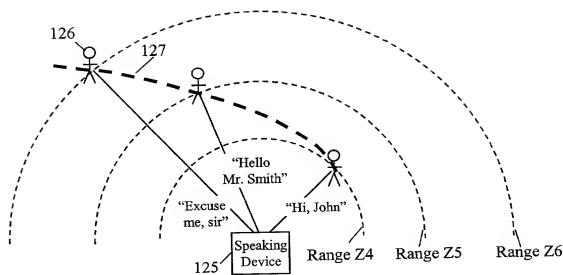 126
127
“Hello
Mr. Smith”
“Excuse
me, sir”
“Hi, John”
125
Speaking
Device
Range Z4
Range Z5
Range Z6